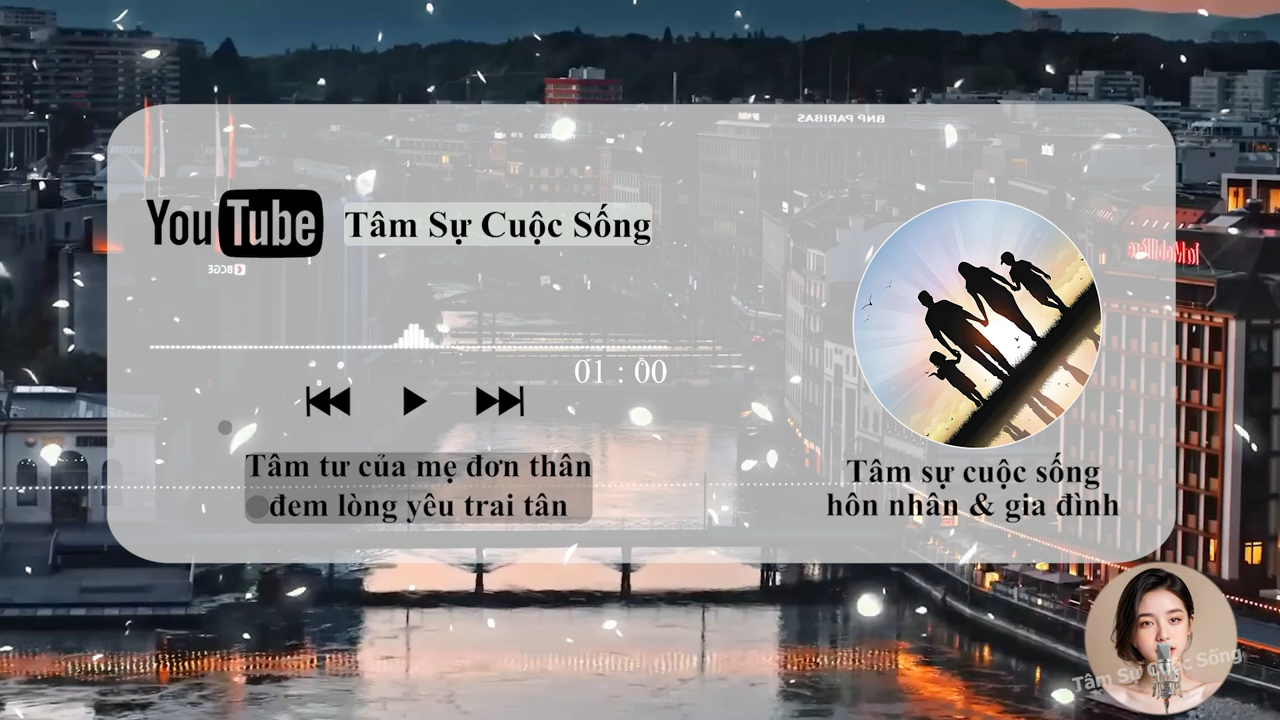 BNP PARIBAS
YouTube
Tâm Sự Cuộc Sống
BCGE
01 : 00
Tâm tư của mẹ đơn thân
đem lòng yêu trai tân
Tâm sự cuộc sống
hôn nhân & gia đình
Tâm Sự Cuộc Sống